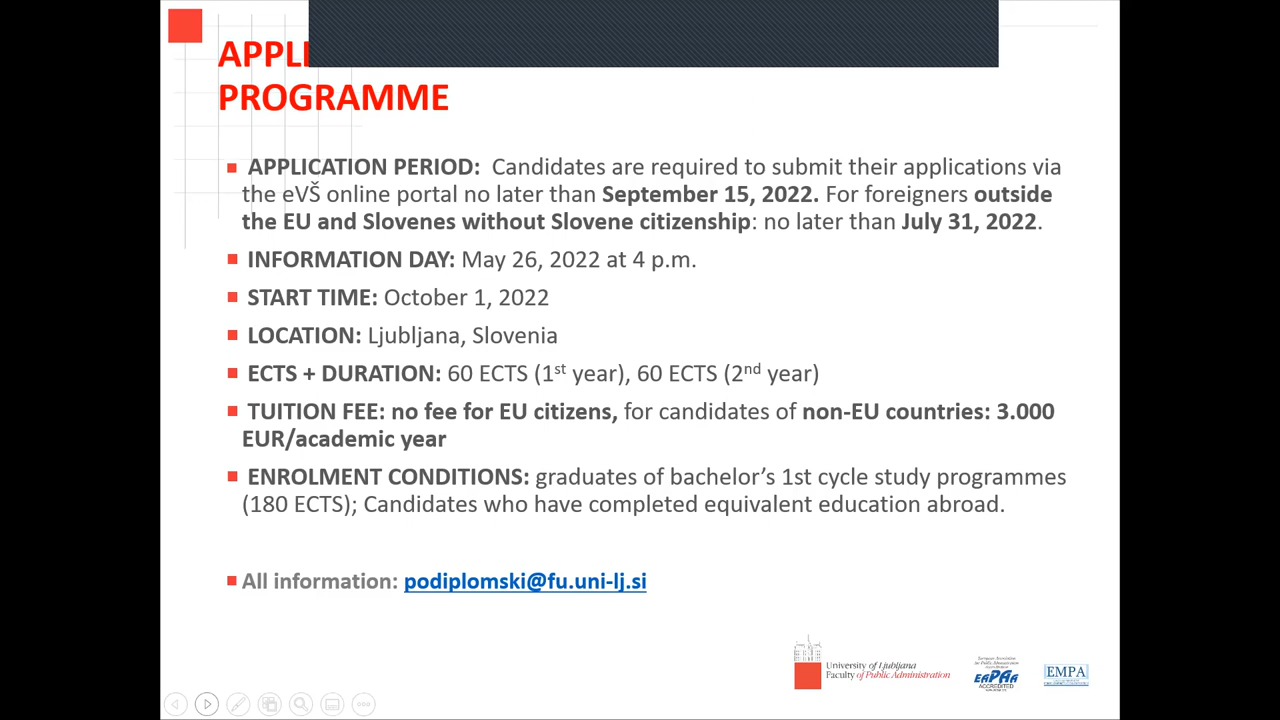 PROGRAMME
APPLICATION PERIOD: Candidates are required to submit their applications via
the eVŠ online portal no later than September 15, 2022. For foreigners outside
the EU and Slovenes without Slovene citizenship: no later than July 31, 2022.
INFORMATION DAY: May 26, 2022 at 4 p.m.
START TIME: October 1, 2022
LOCATION: Ljubljana, Slovenia
ECTS + DURATION: 60 ECTS (1st year), 60 ECTS (2nd year)
TUITION FEE: no fee for EU citizens, for candidates of non-EU countries: 3.000
EUR/academic year
ENROLMENT CONDITIONS: graduates of bachelor’s 1st cycle study programmes
(180 ECTS); Candidates who have completed equivalent education abroad.
All information: podiplomski@fu.uni-lj.si
University of Ljubljana
Faculty of Public Administration
EAPAA
ACCREDITED
EMPA